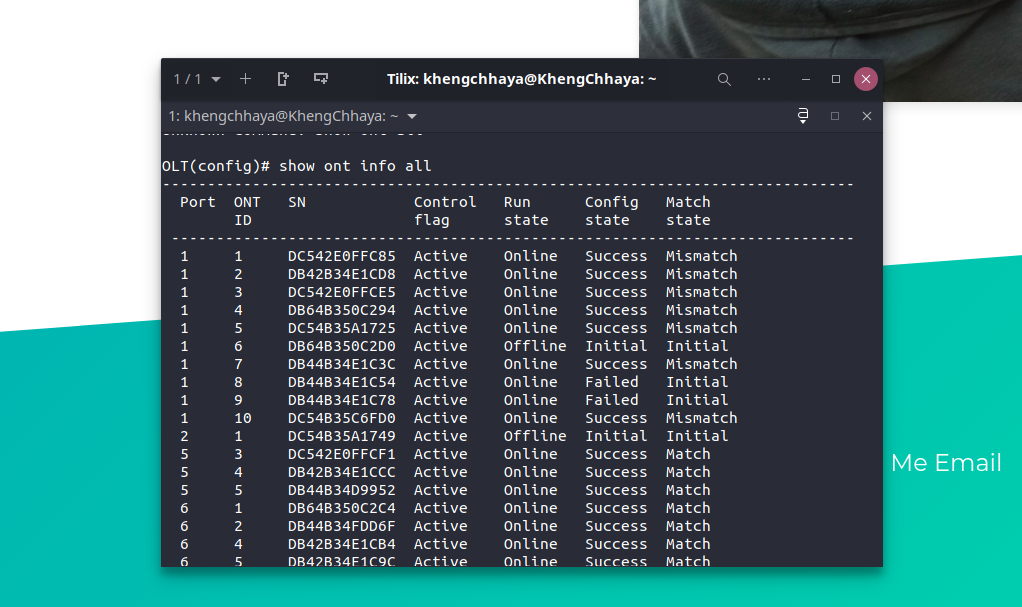 1 / 1
Tilix: khengchhaya@KhengChhaya: ~
1: khengchhaya@KhengChhaya: ~
OLT(config)# show ont info all
-----------------------------------------------------------------------------
Port ONT SN Control Run Config Match
ID flag state state state
----------------------------------------------------------------------------
1 1 DC542E0FFC85 Active Online Success Mismatch
1 2 DB42B34E1CD8 Active Online Success Mismatch
1 3 DC542E0FFCE5 Active Online Success Mismatch
1 4 DB64B350C294 Active Online Success Mismatch
1 5 DC54B35A1725 Active Online Success Mismatch
1 6 DB64B350C2D0 Active Offline Initial Initial
1 7 DB44B34E1C3C Active Online Success Mismatch
1 8 DB44B34E1C54 Active Online Failed Initial
1 9 DB44B34E1C78 Active Online Failed Initial
1 10 DC54B35C6FD0 Active Online Success Mismatch
2 1 DC54B35A1749 Active Offline Initial Initial
5 3 DC542E0FFCF1 Active Online Success Match
5 4 DB42B34E1CCC Active Online Success Match
5 5 DB44B34D9952 Active Online Success Match
6 1 DB64B350C2C4 Active Online Success Match
6 2 DB44B34FDD6F Active Online Success Match
6 4 DB42B34E1CB4 Active Online Success Match
6 5 DB42B34E1C9C Active Online Success Match
Me Email